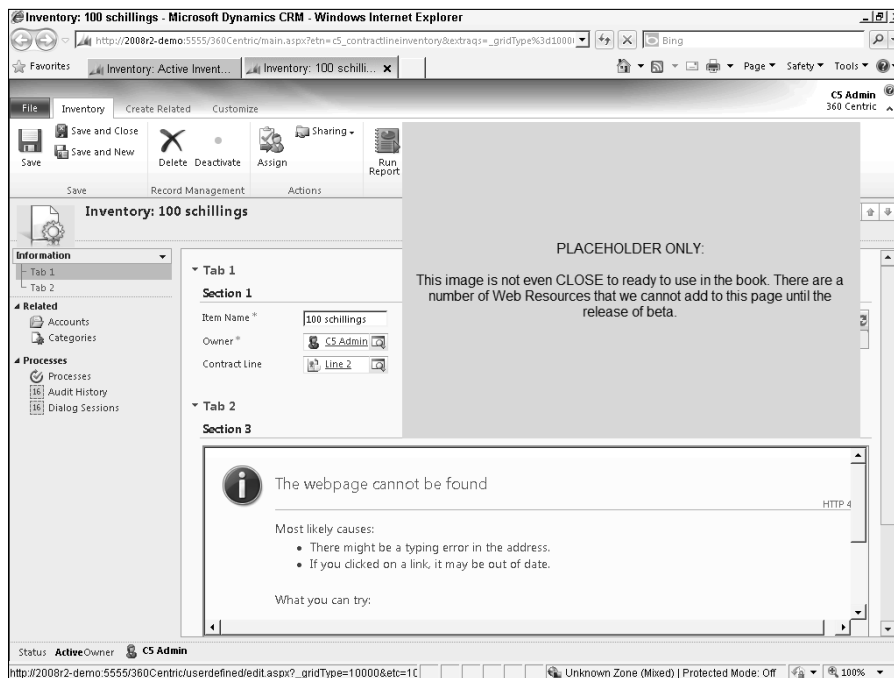 Inventory: 100 schillings - Microsoft Dynamics CRM - Windows Internet Explorer
http://2008r2-demo:5555/360Centric/main.aspx?etn=c5_contractlineinventory&extraqs=_gridType%3d1000
Bing
Favorites Inventory: Active Invent... Inventory: 100 schilli... Page Safety Tools
C5 Admin
360 Centric
File Inventory Create Related Customize
Save and Close
Save and New
Save
Delete Deactivate
Assign
Sharing
Run Report
Save Record Management Actions
Inventory: 100 schillings
Information
Tab 1
Tab 2
Related
Accounts
Categories
Processes
Processes
16 Audit History
16 Dialog Sessions
Tab 1
Section 1
Item Name * 100 schillings
Owner * C5 Admin
Contract Line Line 2
Tab 2
Section 3
PLACEHOLDER ONLY:
This image is not even CLOSE to ready to use in the book. There are a
number of Web Resources that we cannot add to this page until the
release of beta.
The webpage cannot be found
HTTP 4
Most likely causes:
• There might be a typing error in the address.
• If you clicked on a link, it may be out of date.
What you can try:
Status Active Owner C5 Admin
http://2008r2-demo:5555/360Centric/userdefined/edit.aspx?_gridType=10000&etc=1 Unknown Zone (Mixed) | Protected Mode: Off 100%